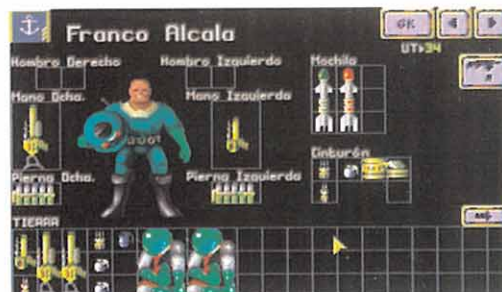 Franco Alcala
OK
UT>34
Hombro Derecho
Hombro Izquierdo
Mochila
Mano Dcha.
Mano Izquierda
Cinturón
Pierna Dcha.
Pierna Izquierda
TIERRA